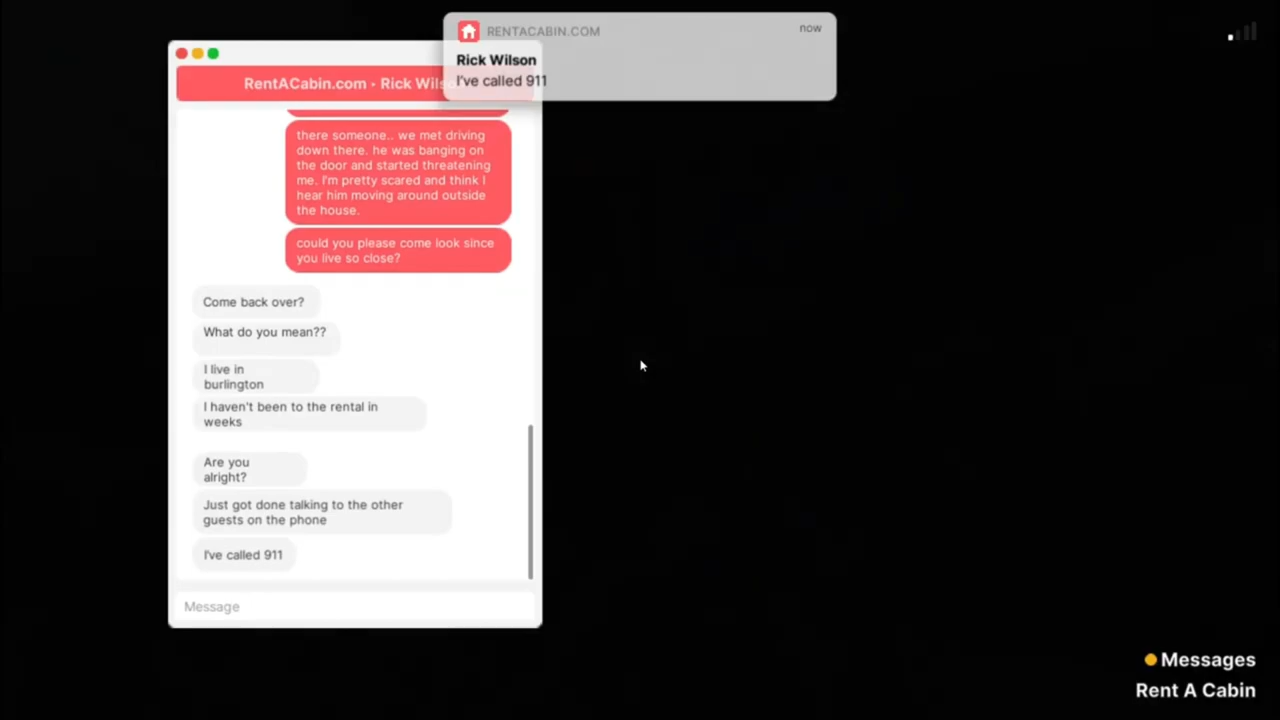 RENTACABIN.COM
now
Rick Wilson
I've called 911
RentACabin.com • Rick Wilso
there someone.. we met driving
down there. he was banging on
the door and started threatening
me. I'm pretty scared and think I
hear him moving around outside
the house.
could you please come look since
you live so close?
Come back over?
What do you mean??
I live in
burlington
I haven't been to the rental in
weeks
Are you
alright?
Just got done talking to the other
guests on the phone
I've called 911
Message
Messages
Rent A Cabin